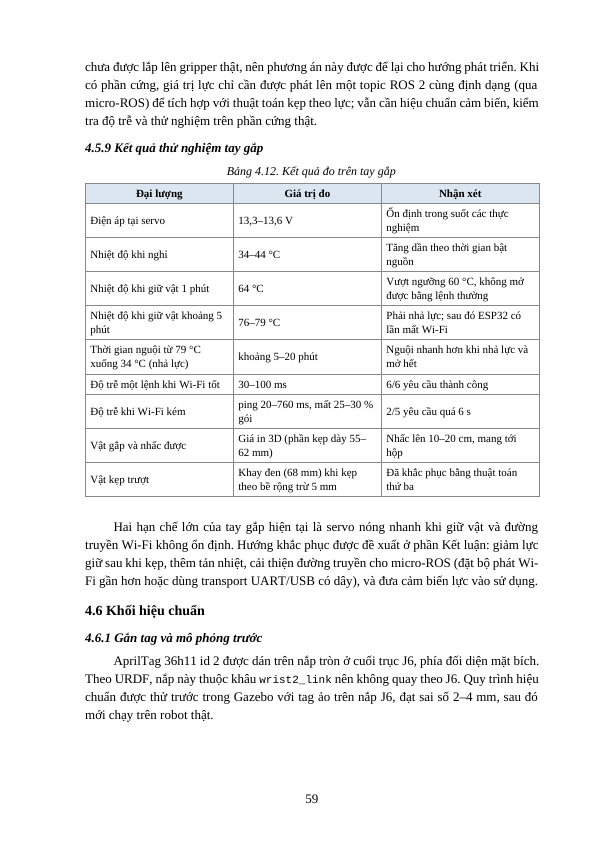 chưa được lắp lên gripper thật, nên phương án này được để lại cho hướng phát triển. Khi
có phần cứng, giá trị lực chỉ cần được phát lên một topic ROS 2 cùng định dạng (qua
micro-ROS) để tích hợp với thuật toán kẹp theo lực; vẫn cần hiệu chuẩn cảm biến, kiểm
tra độ trễ và thử nghiệm trên phần cứng thật.
4.5.9 Kết quả thử nghiệm tay gắp
Bảng 4.12. Kết quả đo trên tay gắp
Đại lượng Giá trị đo Nhận xét
Điện áp tại servo 13,3–13,6 V Ổn định trong suốt các thực
nghiệm
Nhiệt độ khi nghỉ 34–44 °C Tăng dần theo thời gian bật
nguồn
Nhiệt độ khi giữ vật 1 phút 64 °C Vượt ngưỡng 60 °C, không mở
được bằng lệnh thường
Nhiệt độ khi giữ vật khoảng 5
phút 76–79 °C Phải nhả lực; sau đó ESP32 có
lần mất Wi-Fi
Thời gian nguội từ 79 °C
xuống 34 °C (nhả lực) khoảng 5–20 phút Nguội nhanh hơn khi nhả lực và
mở hết
Độ trễ một lệnh khi Wi-Fi tốt 30–100 ms 6/6 yêu cầu thành công
Độ trễ khi Wi-Fi kém ping 20–760 ms, mất 25–30 %
gói 2/5 yêu cầu quá 6 s
Vật gắp và nhấc được Giá in 3D (phần kẹp dày 55–
62 mm) Nhấc lên 10–20 cm, mang tới
hộp
Vật kẹp trượt Khay đen (68 mm) khi kẹp
theo bề rộng trừ 5 mm Đã khắc phục bằng thuật toán
thứ ba
Hai hạn chế lớn của tay gắp hiện tại là servo nóng nhanh khi giữ vật và đường
truyền Wi-Fi không ổn định. Hướng khắc phục được đề xuất ở phần Kết luận: giảm lực
giữ sau khi kẹp, thêm tản nhiệt, cải thiện đường truyền cho micro-ROS (đặt bộ phát Wi-
Fi gần hơn hoặc dùng transport UART/USB có dây), và đưa cảm biến lực vào sử dụng.
4.6 Khối hiệu chuẩn
4.6.1 Gắn tag và mô phỏng trước
AprilTag 36h11 id 2 được dán trên nắp tròn ở cuối trục J6, phía đối diện mặt bích.
Theo URDF, nắp này thuộc khâu wrist2_link nên không quay theo J6. Quy trình hiệu
chuẩn được thử trước trong Gazebo với tag ảo trên nắp J6, đạt sai số 2–4 mm, sau đó
mới chạy trên robot thật.
59